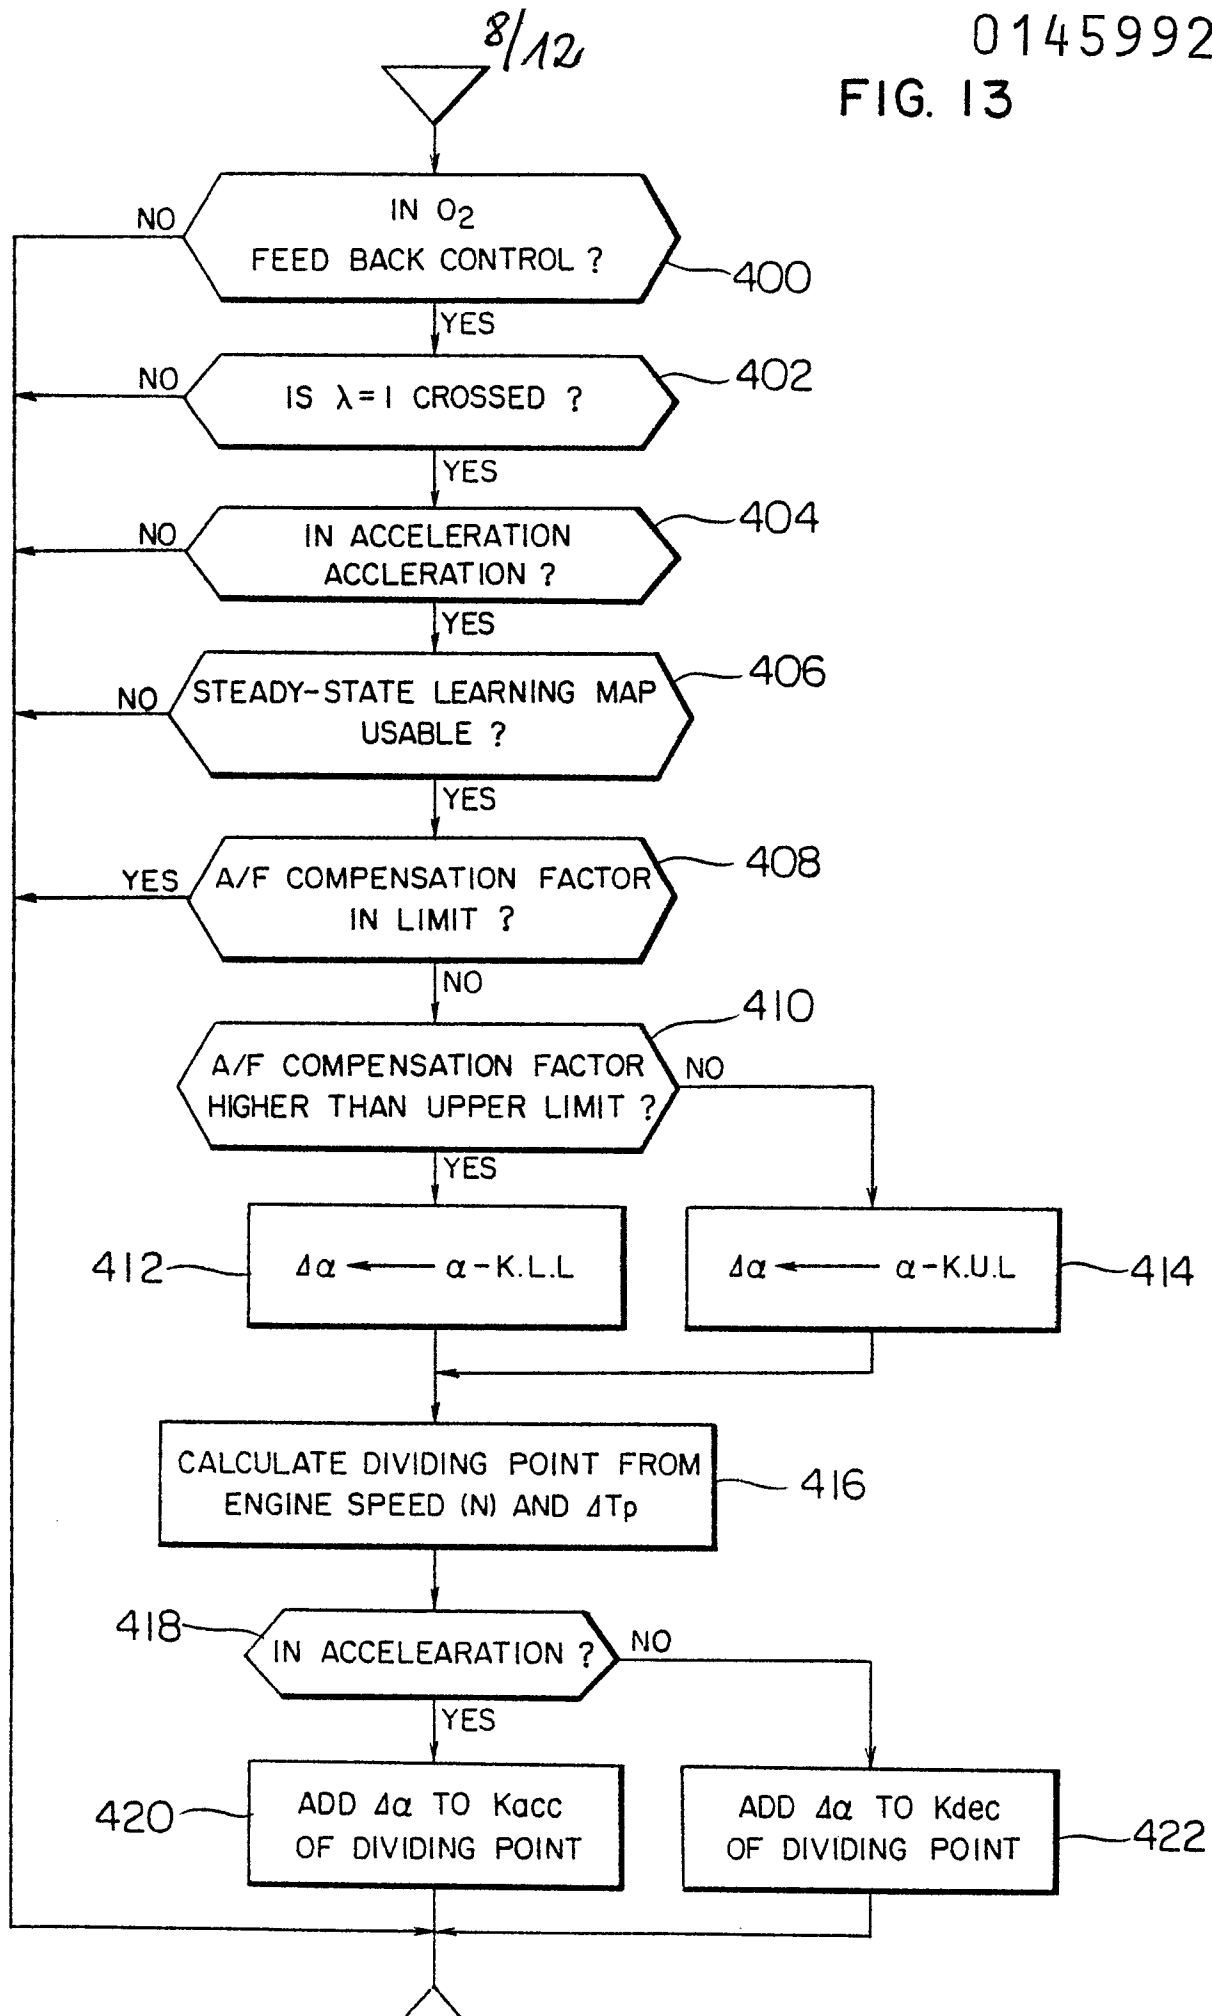 8/12
0145992
FIG. 13
IN O2
FEED BACK CONTROL ?
NO
400
YES
IS λ=1 CROSSED ?
NO
402
YES
IN ACCELERATION
ACCLERATION ?
NO
404
YES
STEADY-STATE LEARNING MAP
USABLE ?
NO
406
YES
A/F COMPENSATION FACTOR
IN LIMIT ?
YES
408
NO
A/F COMPENSATION FACTOR
HIGHER THAN UPPER LIMIT ?
410
NO
YES
412
Δα ← α-K.L.L
Δα ← α-K.U.L
414
CALCULATE DIVIDING POINT FROM
ENGINE SPEED (N) AND ΔTp
416
418
IN ACCELEARATION ?
NO
YES
420
ADD Δα TO Kacc
OF DIVIDING POINT
ADD Δα TO Kdec
OF DIVIDING POINT
422